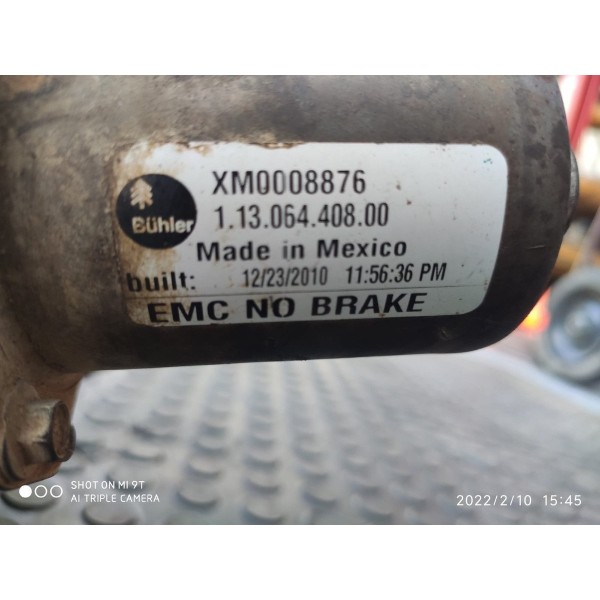 XM0008876
Bühler
1.13.064.408.00
Made in Mexico
built: 12/23/2010 11:56:36 PM
EMC NO BRAKE
SHOT ON MI 9T
AI TRIPLE CAMERA
2022/2/10 15:45